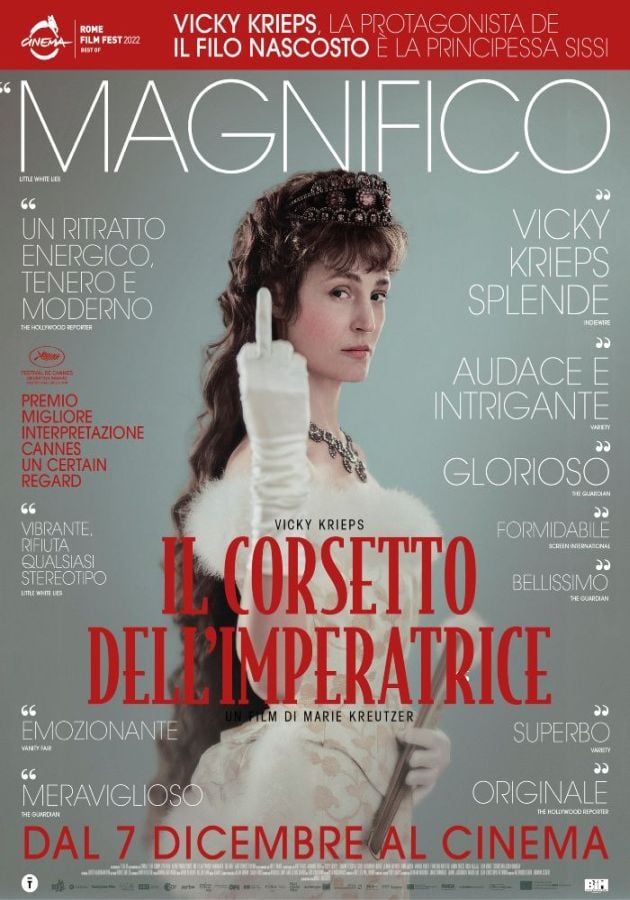 CINEMA
ROME
FILM FEST 2022
BEST OF
VICKY KRIEPS, LA PROTAGONISTA DE
IL FILO NASCOSTO È LA PRINCIPESSA SISSI
“
MAGNIFICO
LITTLE WHITE LIES
“
UN RITRATTO
ENERGICO,
TENERO E
MODERNO
THE HOLLYWOOD REPORTER
FESTIVAL DE CANNES
PREMIO
MIGLIORE
INTERPRETAZIONE
CANNES
UN CERTAIN
REGARD
“
VIBRANTE,
RIFIUTA
QUALSIASI
STEREOTIPO
LITTLE WHITE LIES
”
VICKY
KRIEPS
SPLENDE
INDIEWIRE
”
AUDACE E
INTRIGANTE
VARIETY
”
GLORIOSO
THE GUARDIAN
”
FORMIDABILE
SCREEN INTERNATIONAL
”
BELLISSIMO
THE GUARDIAN
VICKY KRIEPS
IL CORSETTO
DELL'IMPERATRICE
UN FILM DI MARIE KREUTZER
“
EMOZIONANTE
VANITY FAIR
“
MERAVIGLIOSO
THE GUARDIAN
”
SUPERBO
VARIETY
”
ORIGINALE
THE HOLLYWOOD REPORTER
DAL 7 DICEMBRE AL CINEMA